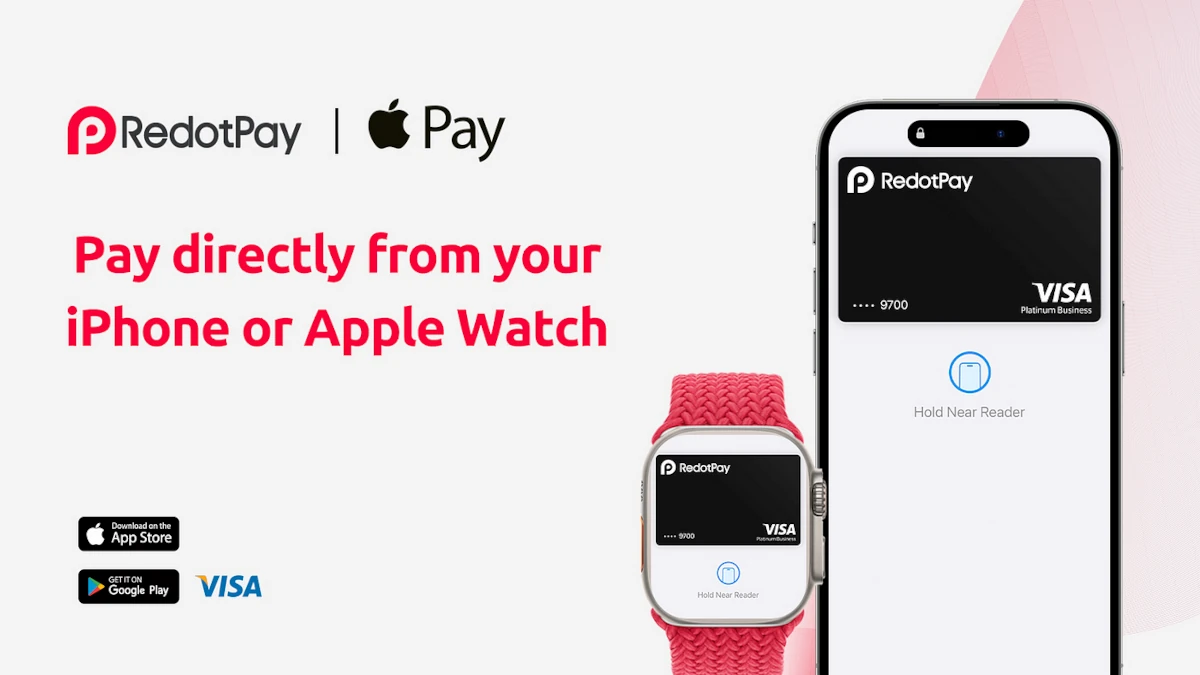 RedotPay | Pay
Pay directly from your
iPhone or Apple Watch
Download on the
App Store
GET IT ON
Google Play
VISA
RedotPay
•••• 9700
VISA
Platinum Business
Hold Near Reader
RedotPay
•••• 9700
VISA
Platinum Business
Hold Near Reader